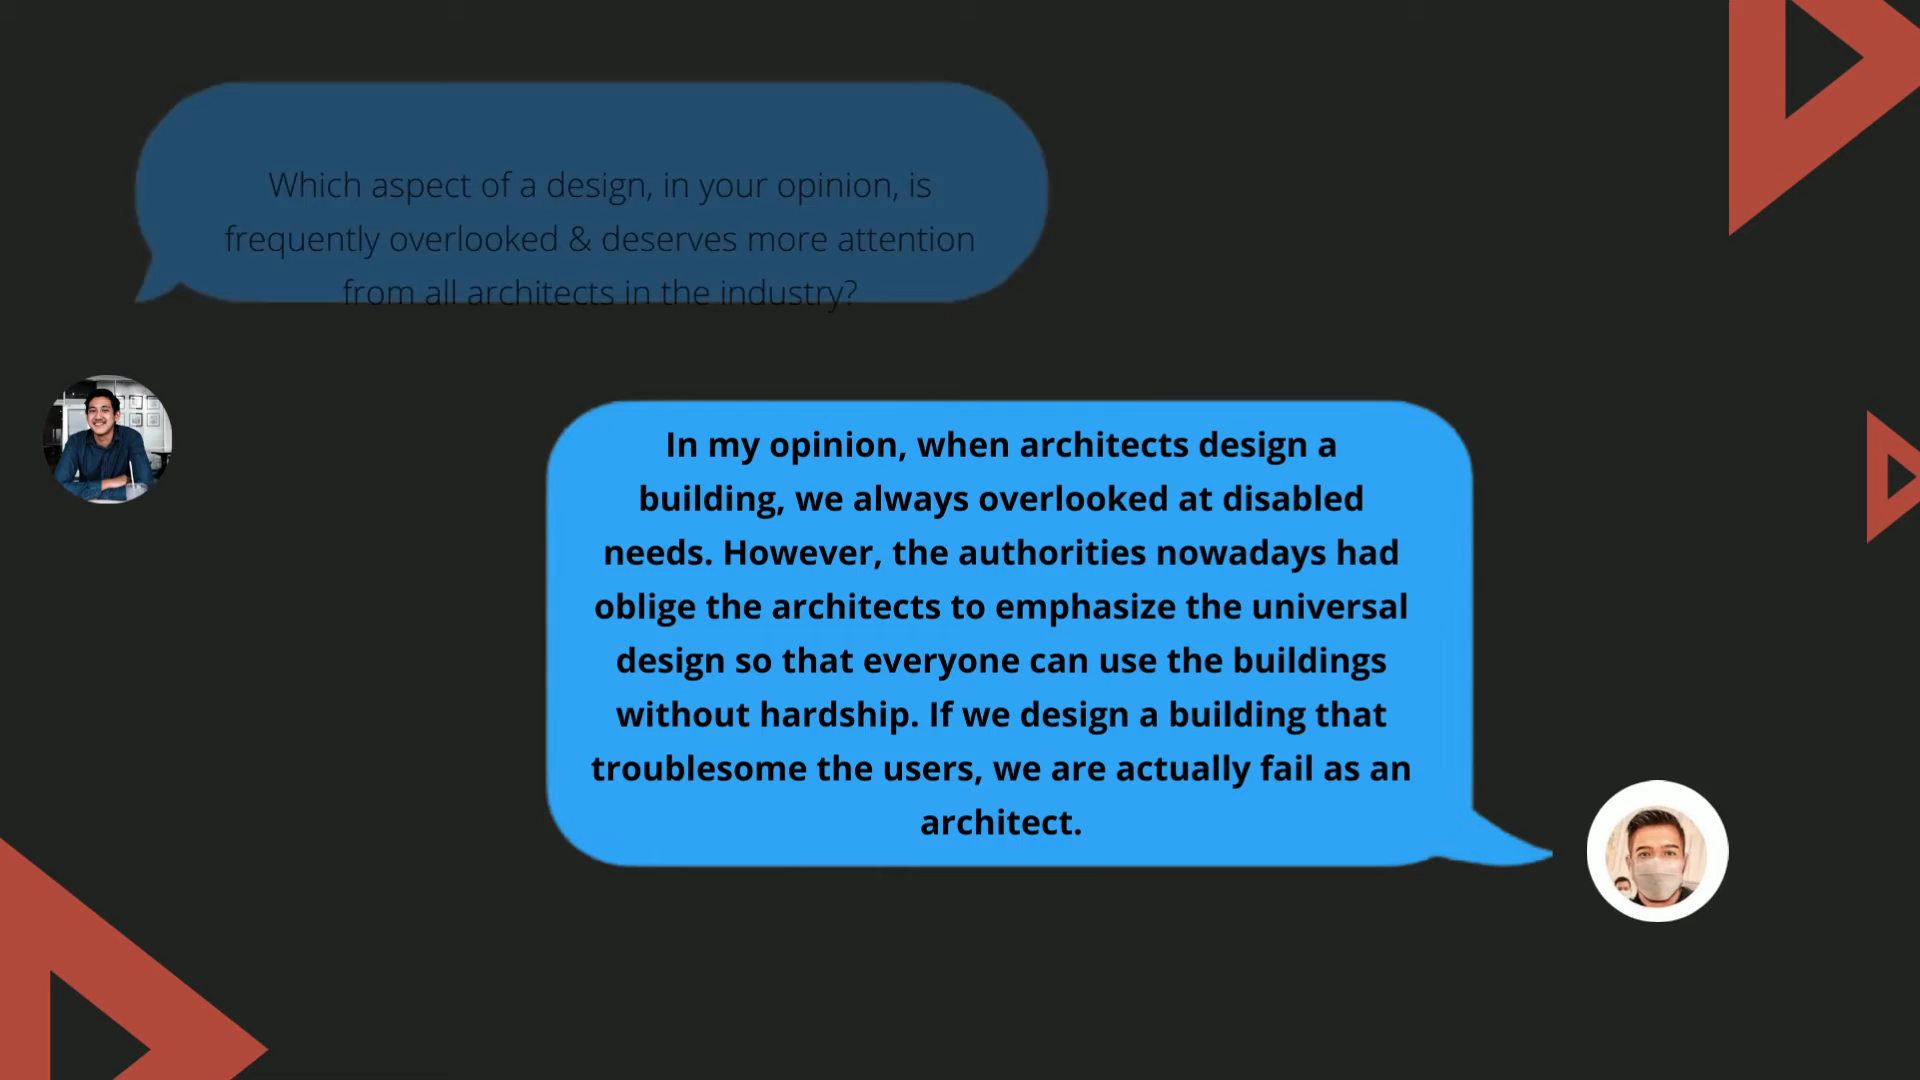 Which aspect of a design, in your opinion, is
frequently overlooked & deserves more attention
from all architects in the industry?
In my opinion, when architects design a
building, we always overlooked at disabled
needs. However, the authorities nowadays had
oblige the architects to emphasize the universal
design so that everyone can use the buildings
without hardship. If we design a building that
troublesome the users, we are actually fail as an
architect.